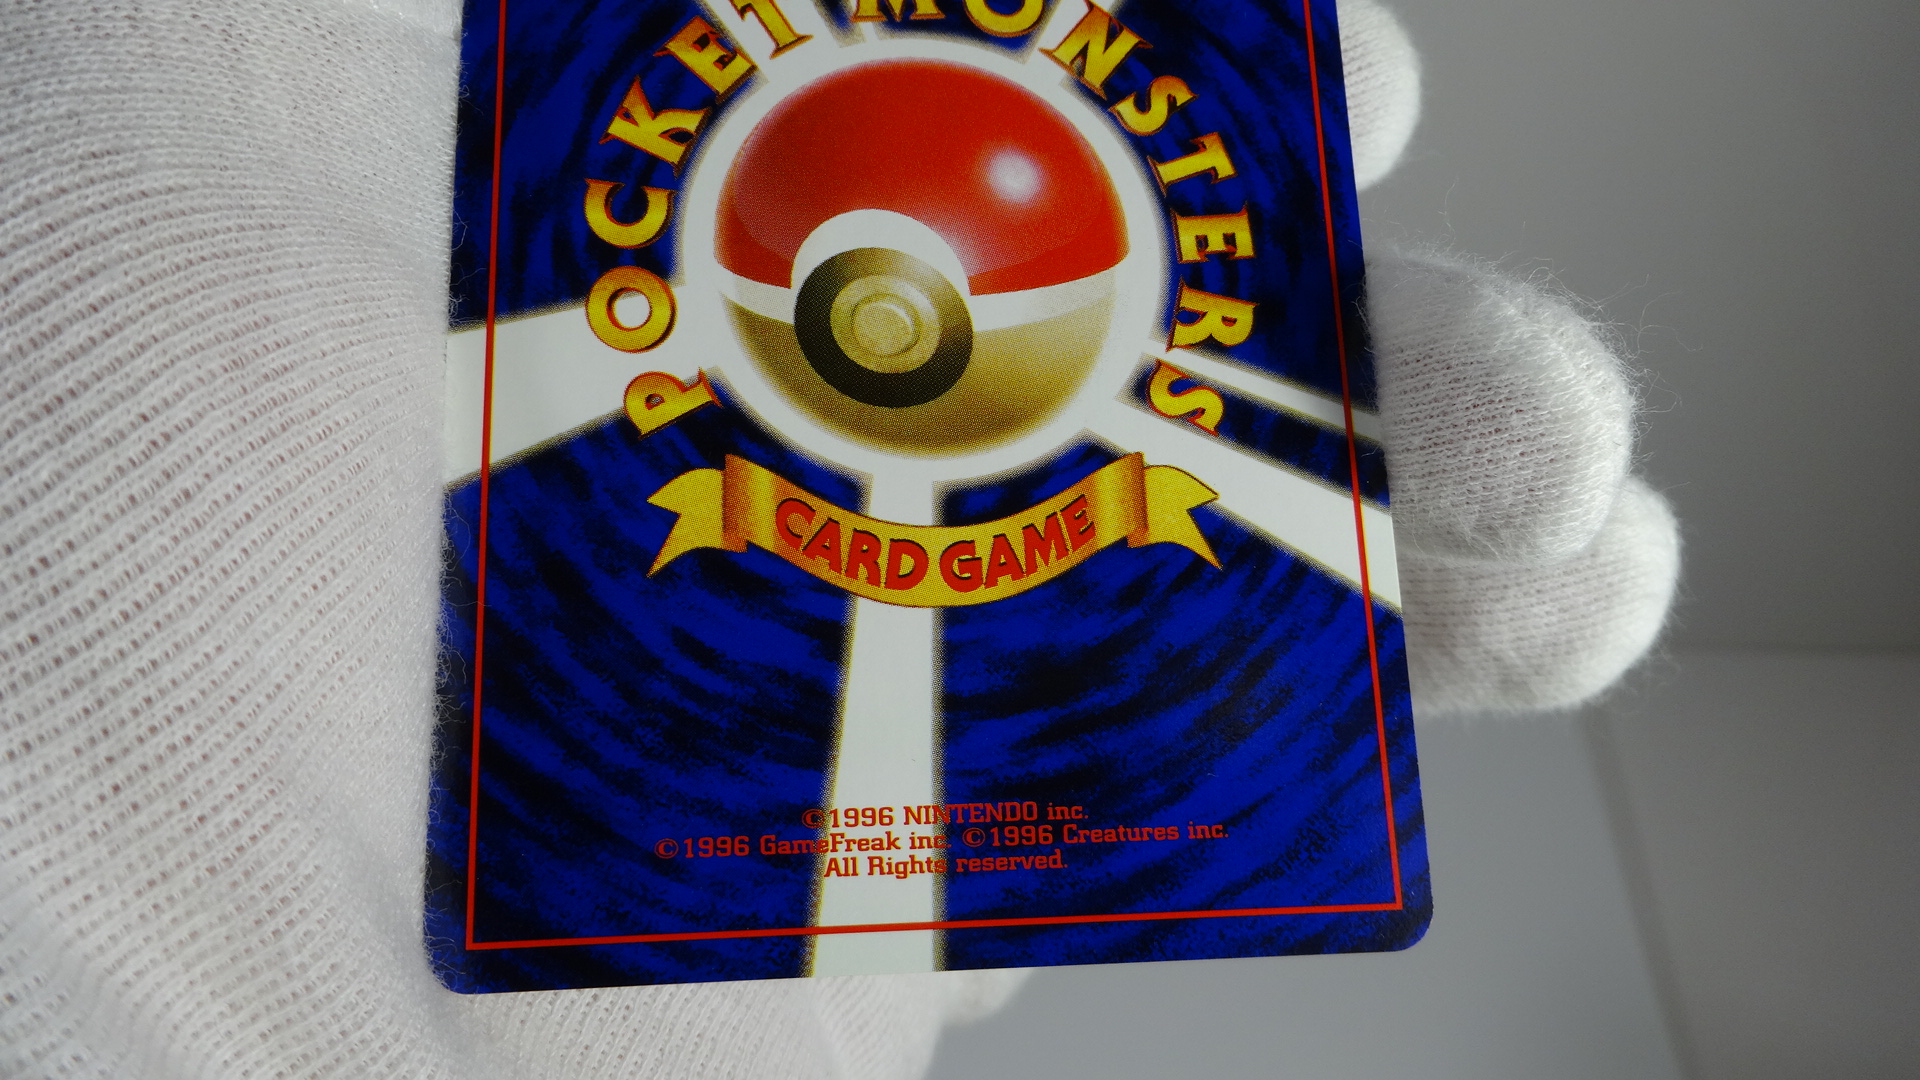 POCKET MONSTERS
CARD GAME
©1996 NINTENDO inc.
©1996 GameFreak inc. ©1996 Creatures inc.
All Rights reserved.